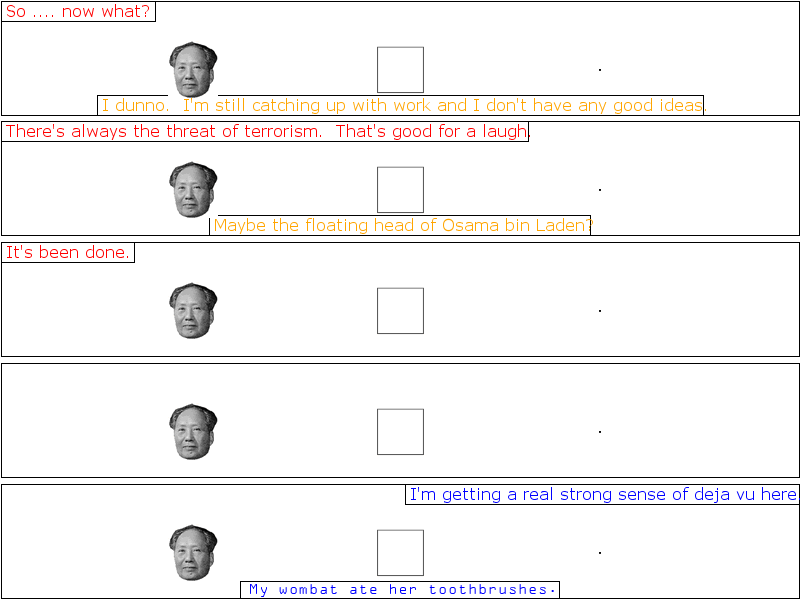 So .... now what?
I dunno.  I'm still catching up with work and I don't have any good ideas.
There's always the threat of terrorism.  That's good for a laugh.
Maybe the floating head of Osama bin Laden?
It's been done.
I'm getting a real strong sense of deja vu here
My wombat ate her toothbrushes.